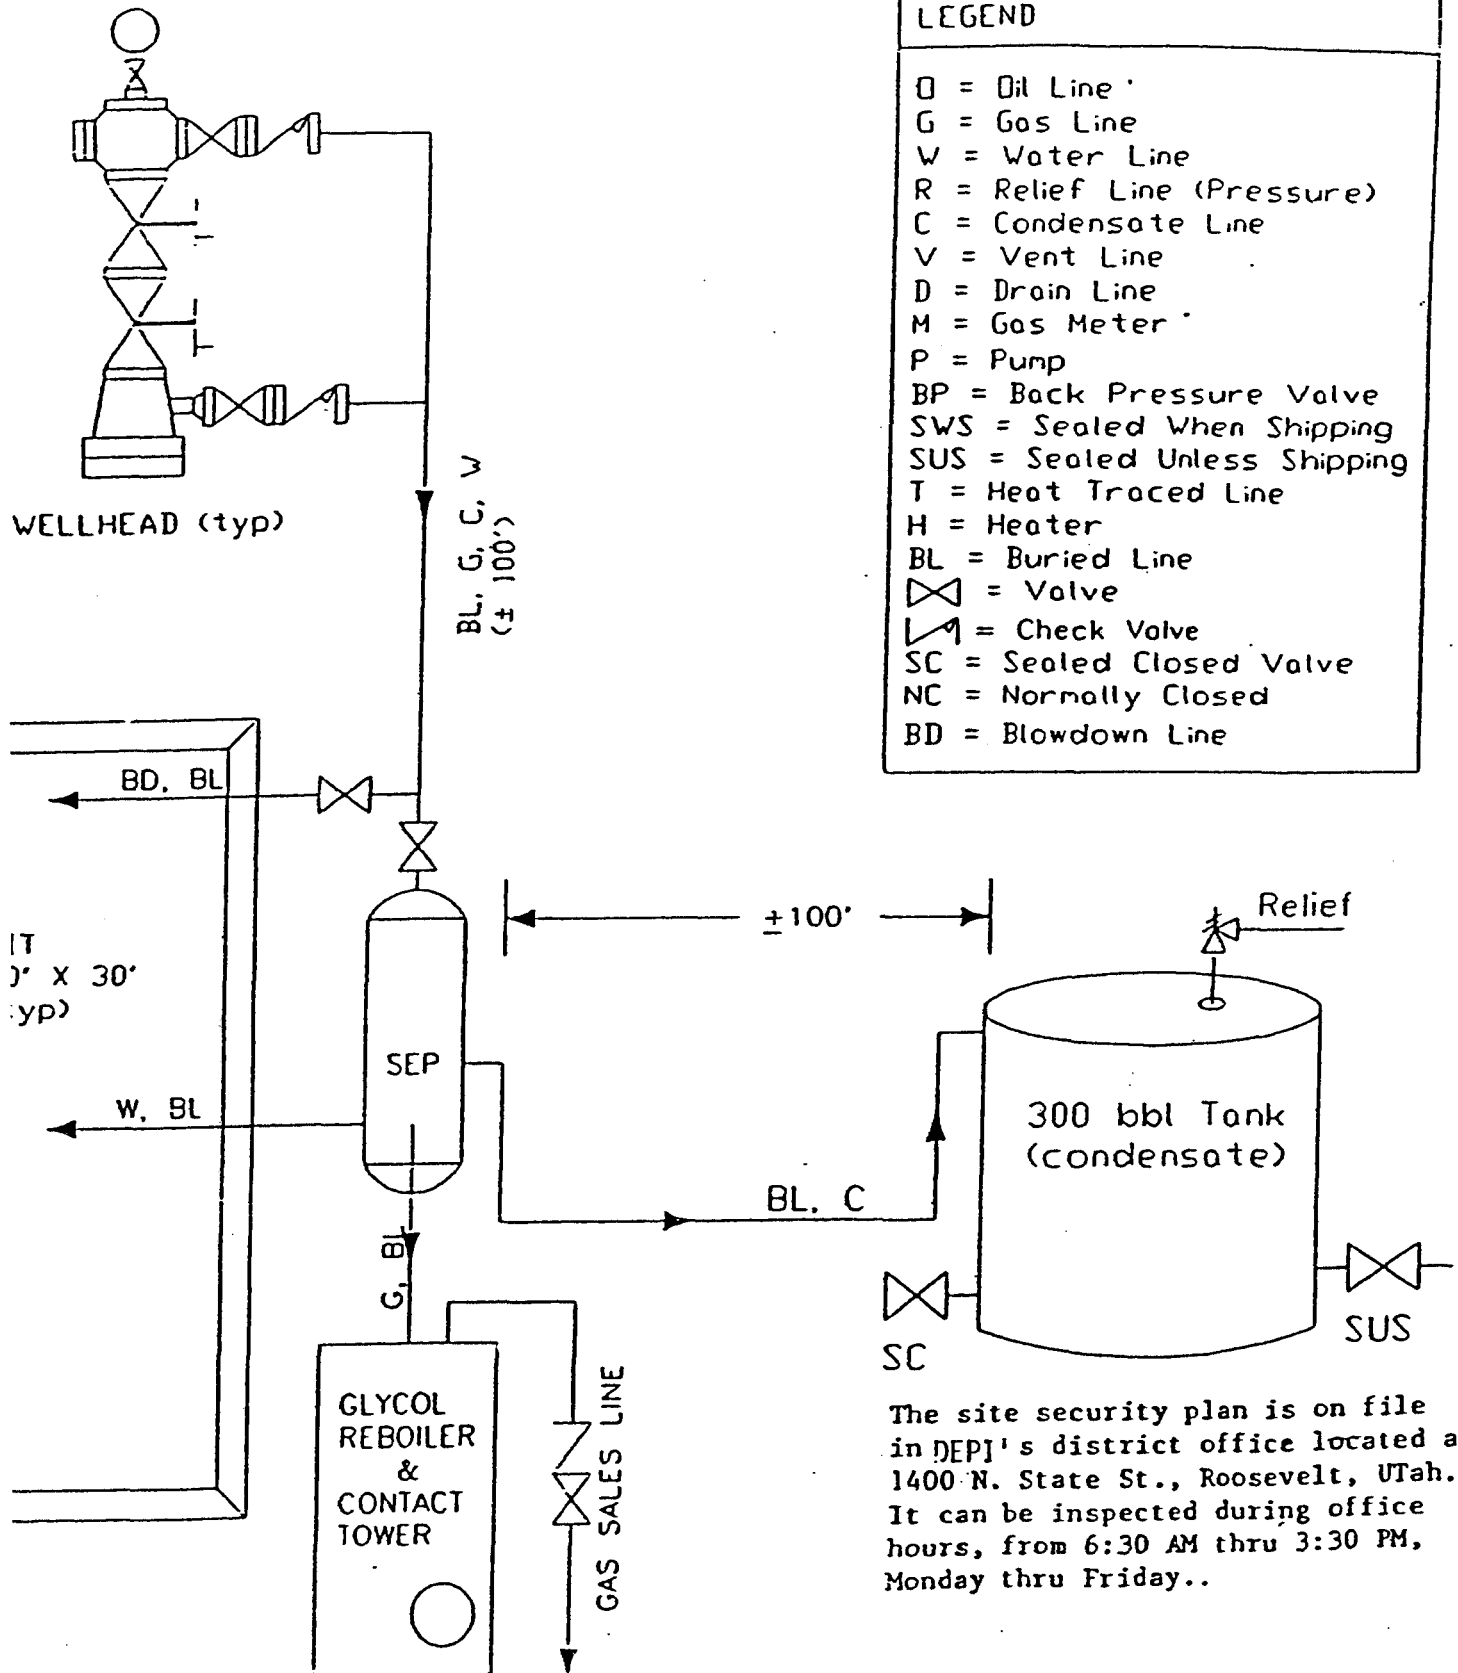 LEGEND
O = Oil Line
G = Gas Line
W = Water Line
R = Relief Line (Pressure)
C = Condensate Line
V = Vent Line
D = Drain Line
M = Gas Meter
P = Pump
BP = Back Pressure Valve
SWS = Sealed When Shipping
SUS = Sealed Unless Shipping
T = Heat Traced Line
H = Heater
BL = Buried Line
= Valve
= Check Valve
SC = Sealed Closed Valve
NC = Normally Closed
BD = Blowdown Line
WELLHEAD (typ)
BL, G, C, W
(± 100')
BD, BL
±100'
Relief
X 30'
SEP
W, BL
300 bbl Tank
(condensate)
BL, C
G, BL
SC
SUS
GLYCOL
REBOILER
&
CONTACT
TOWER
GAS SALES LINE
The site security plan is on file
in DEPI's district office located a
1400 N. State St., Roosevelt, UTah.
It can be inspected during office
hours, from 6:30 AM thru 3:30 PM,
Monday thru Friday..